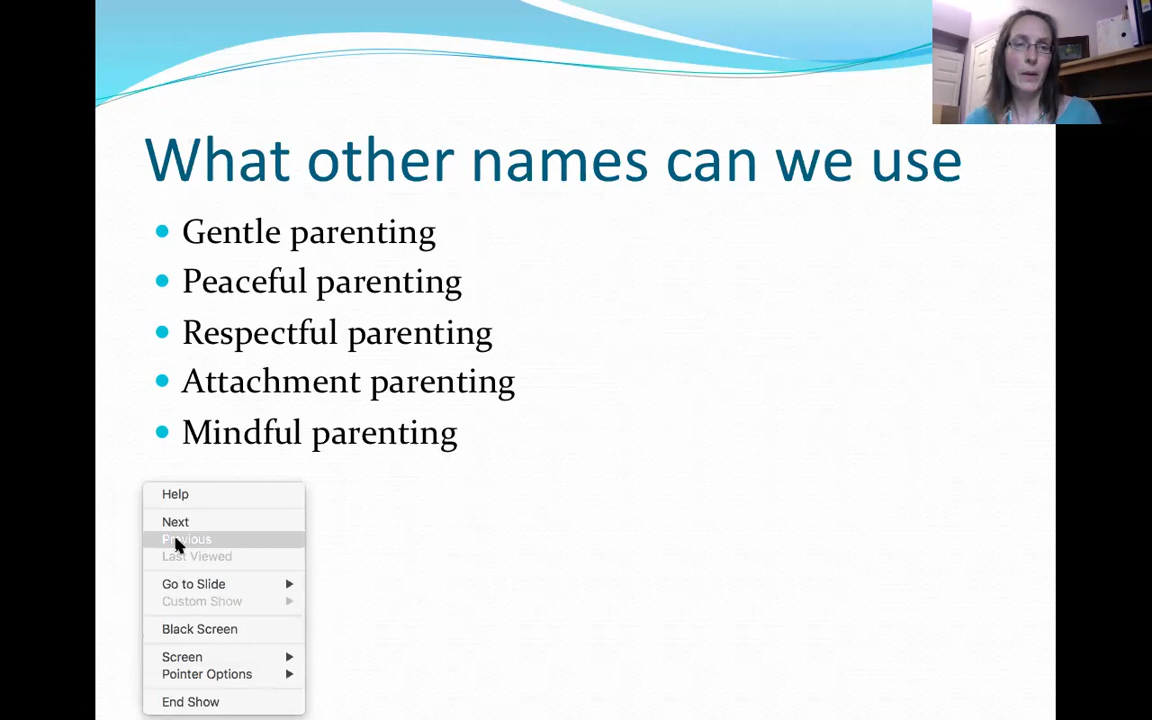 What other names can we use
Gentle parenting
Peaceful parenting
Respectful parenting
Attachment parenting
Mindful parenting
Help
Next
Previous
Last Viewed
Go to Slide
Custom Show
Black Screen
Screen
Pointer Options
End Show